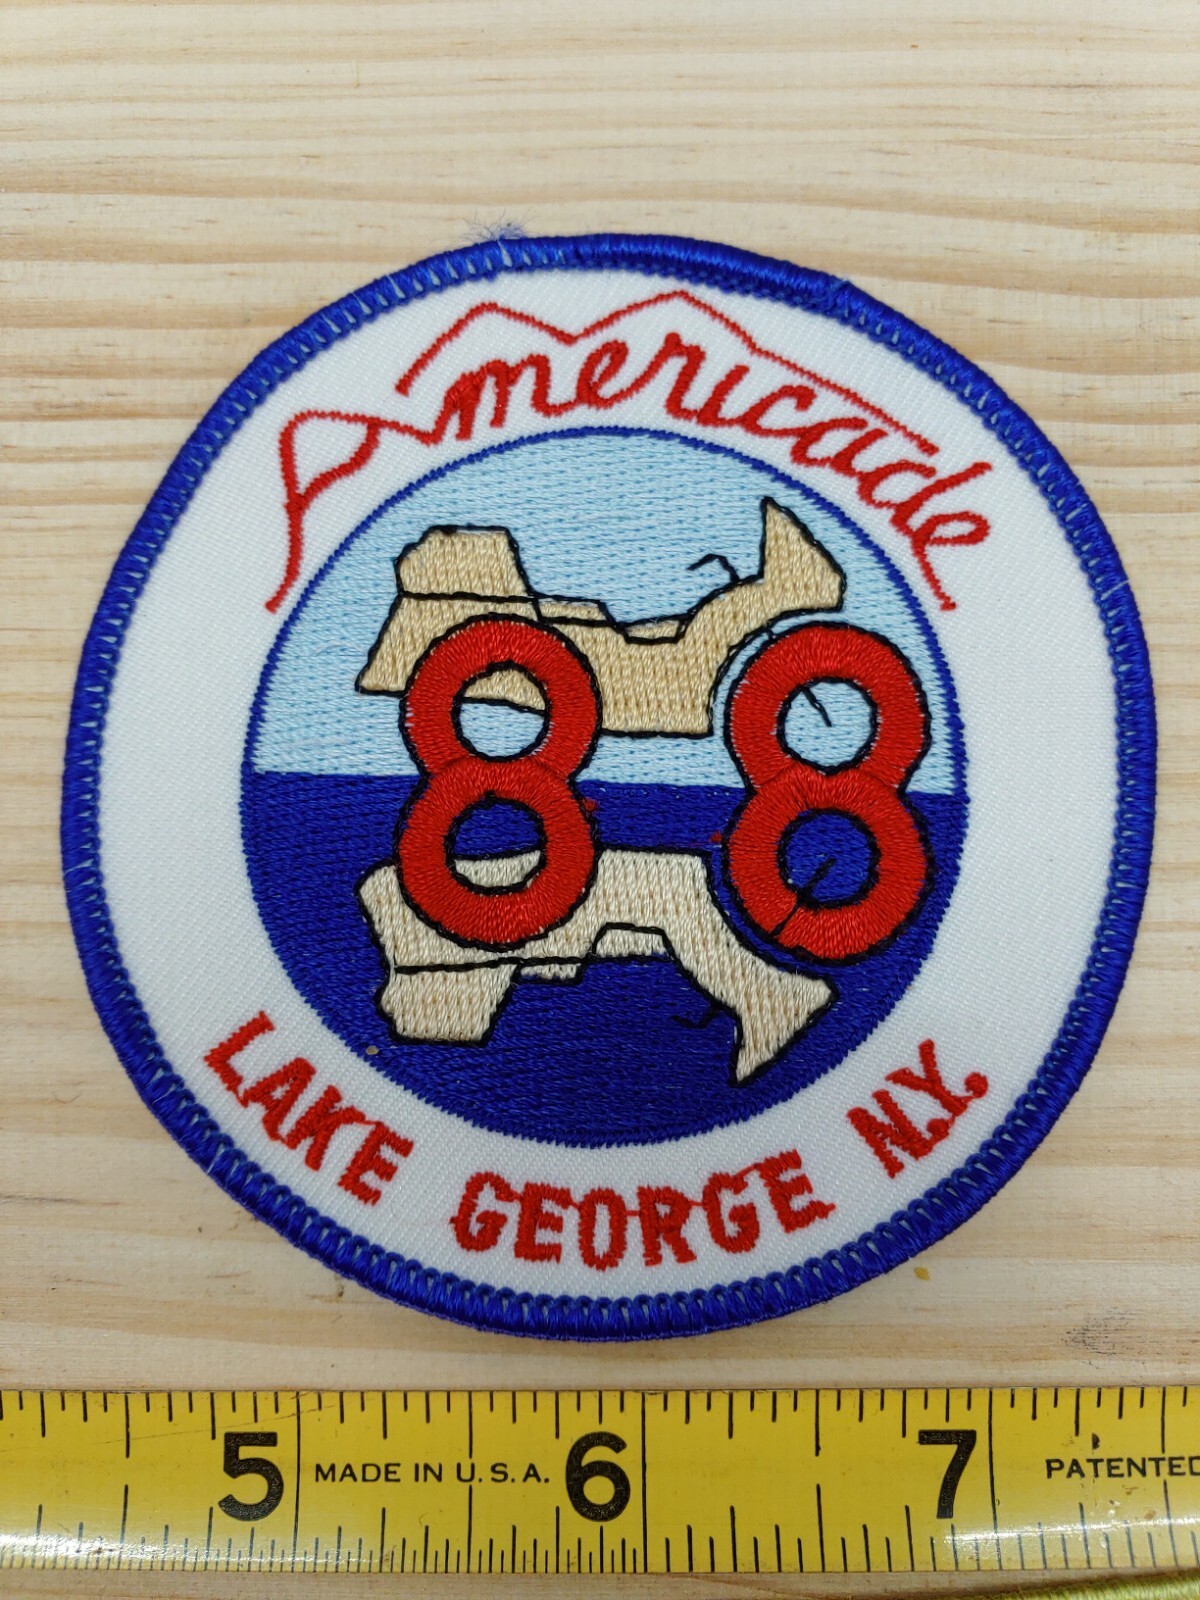 Americade
88
LAKE GEORGE N.Y.
5 MADE IN U.S.A. 6 7 PATENTED